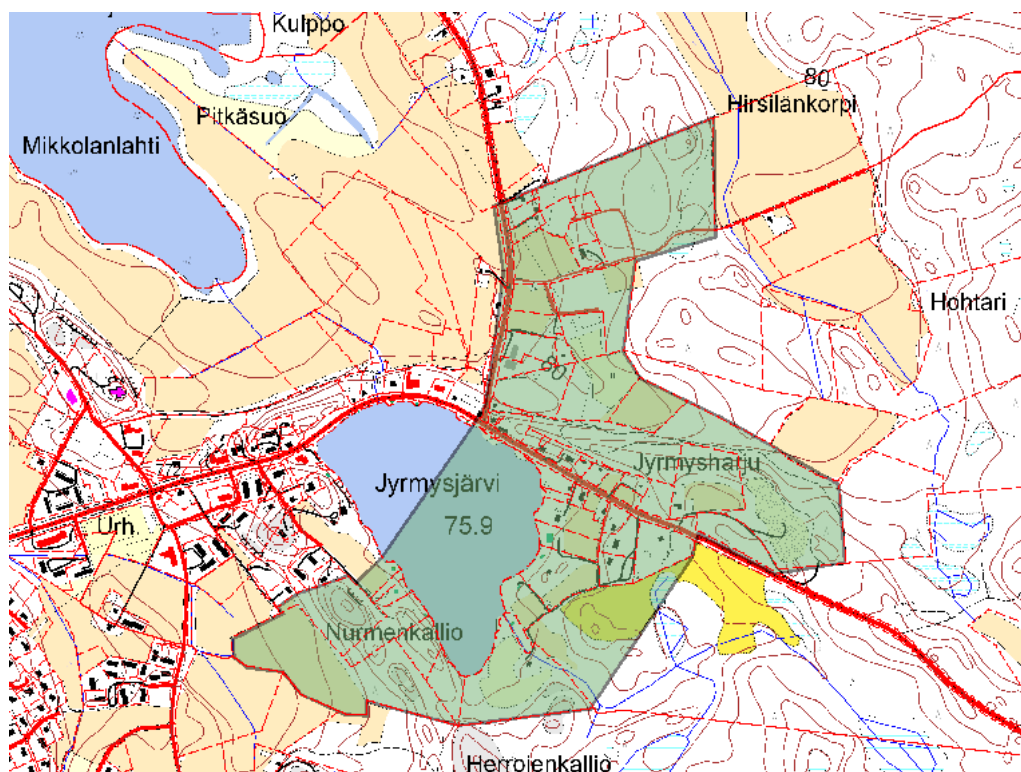 Kulppo
80
Hirsilänkorpi
Pitkäsuo
Mikkolanlahti
Hohtari
80
Jyrmysharju
Jyrmysjärvi
75.9
Urh.
Nurmenkallio
Herrojenkallio